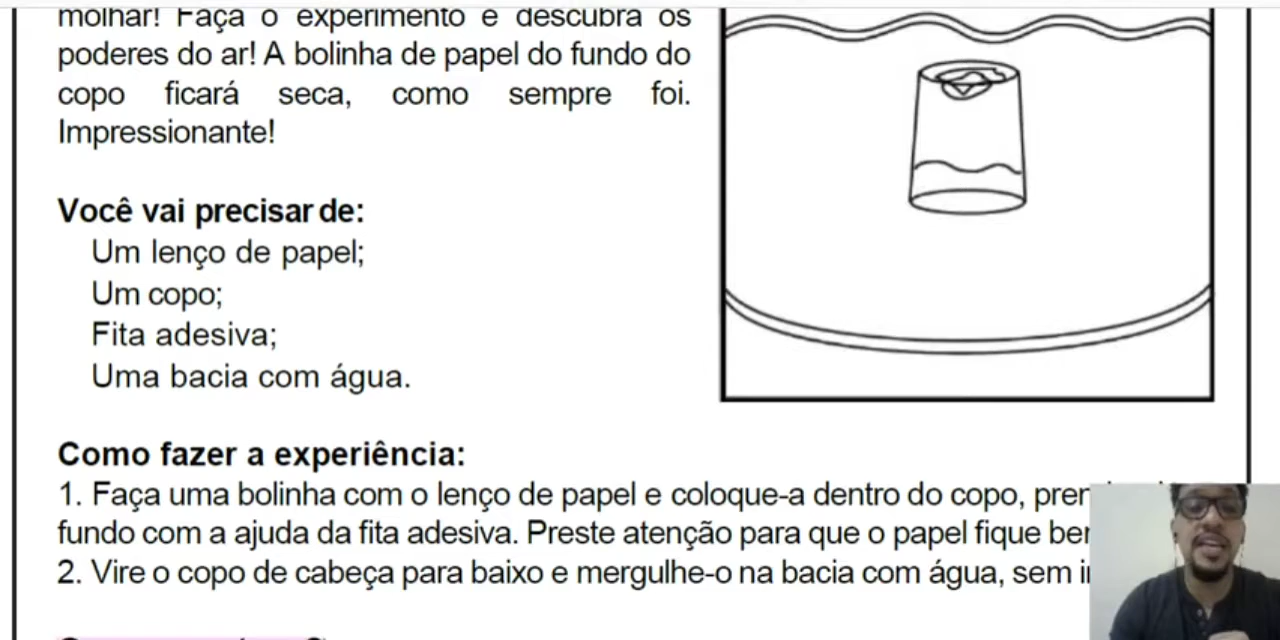 molhar! Faça o experimento e descubra os
poderes do ar! A bolinha de papel do fundo do
copo ficará seca, como sempre foi.
Impressionante!
Você vai precisar de:
Um lenço de papel;
Um copo;
Fita adesiva;
Uma bacia com água.
Como fazer a experiência:
1. Faça uma bolinha com o lenço de papel e coloque-a dentro do copo,
fundo com a ajuda da fita adesiva. Preste atenção para que o papel fique
2. Vire o copo de cabeça para baixo e mergulhe-o na bacia com água, sem